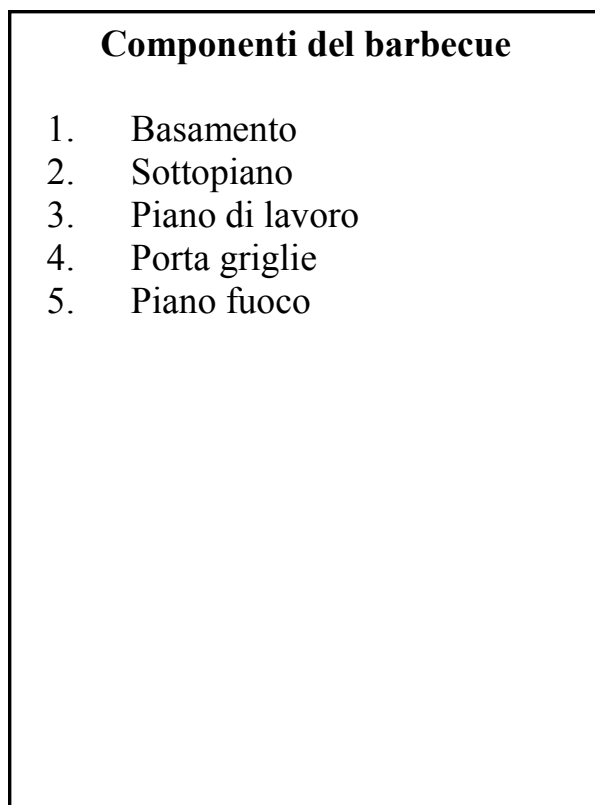 Componenti del barbecue
1. Basamento
2. Sottopiano
3. Piano di lavoro
4. Porta griglie
5. Piano fuoco